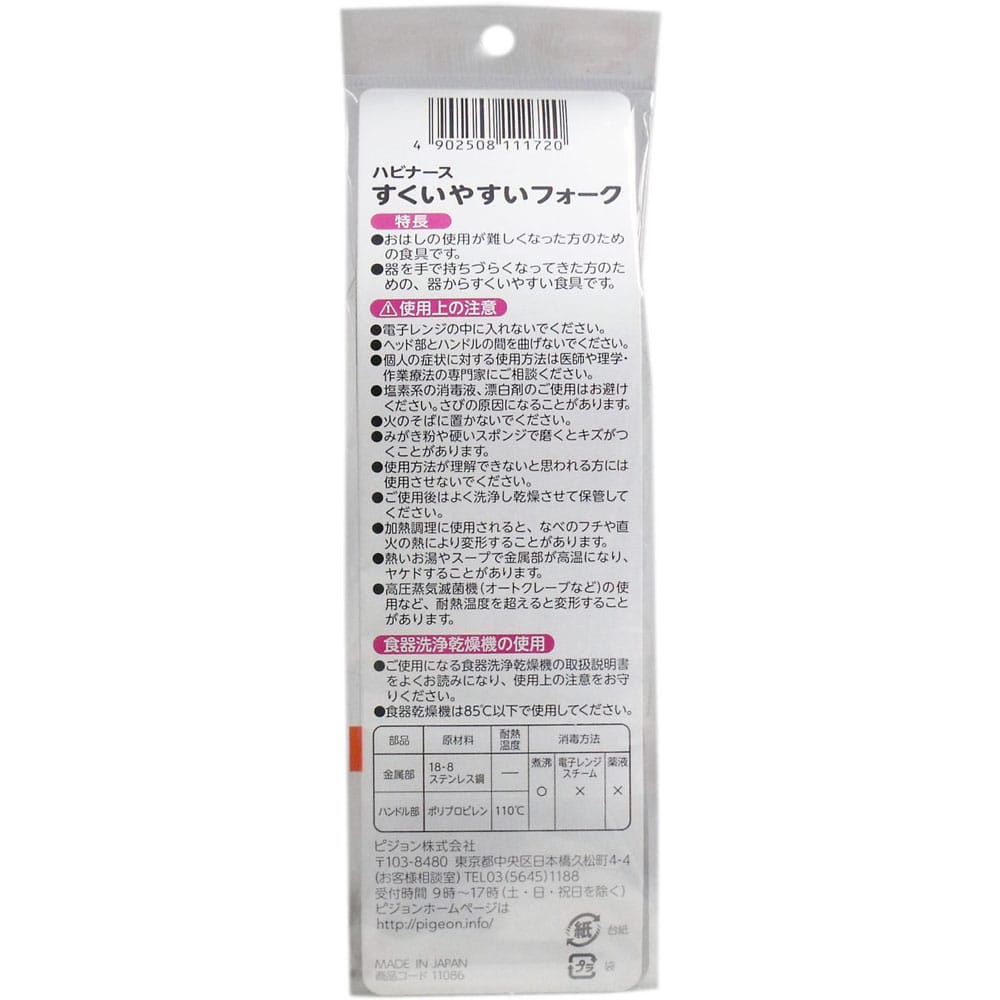 4 902508 111720
ハビナース
すくいやすいフォーク
特長
●おはしの使用が難しくなった方のため
の食具です。
●器を手で持ちづらくなってきた方のた
めの、器からすくいやすい食具です。
⚠使用上の注意
●電子レンジの中に入れないでください。
●ヘッド部とハンドルの間を曲げないでください。
●個人の症状に対する使用方法は医師や理学・
作業療法の専門家にご相談ください。
●塩素系の消毒液、漂白剤のご使用はお避け
ください。さびの原因になることがあります。
●火のそばに置かないでください。
●みがき粉や硬いスポンジで磨くとキズがつ
くことがあります。
●使用方法が理解できないと思われる方には
使用させないでください。
●ご使用後はよく洗浄し乾燥させて保管して
ください。
●加熱調理に使用されると、なべのフチや直
火の熱により変形することがあります。
●熱いお湯やスープで金属部が高温になり、
ヤケドすることがあります。
●高圧蒸気滅菌機(オートクレーブなど)の使
用など、耐熱温度を超えると変形すること
があります。
食器洗浄乾燥機の使用
●ご使用になる食器洗浄乾燥機の取扱説明書
をよくお読みになり、使用上の注意をお守
りください。
●食器乾燥機は85℃以下で使用してください。
部品 原材料 耐熱温度 消毒方法
金属部 18-8ステンレス鋼 — 煮沸 電子レンジスチーム 薬液
○ × ×
ハンドル部 ポリプロピレン 110℃
ピジョン株式会社
〒103-8480 東京都中央区日本橋久松町4-4
(お客様相談室) TEL03(5645)1188
受付時間 9時〜17時(土・日・祝日を除く)
ピジョンホームページは
http://pigeon.info/
紙 台紙
MADE IN JAPAN
プラ 袋
商品コード 11086